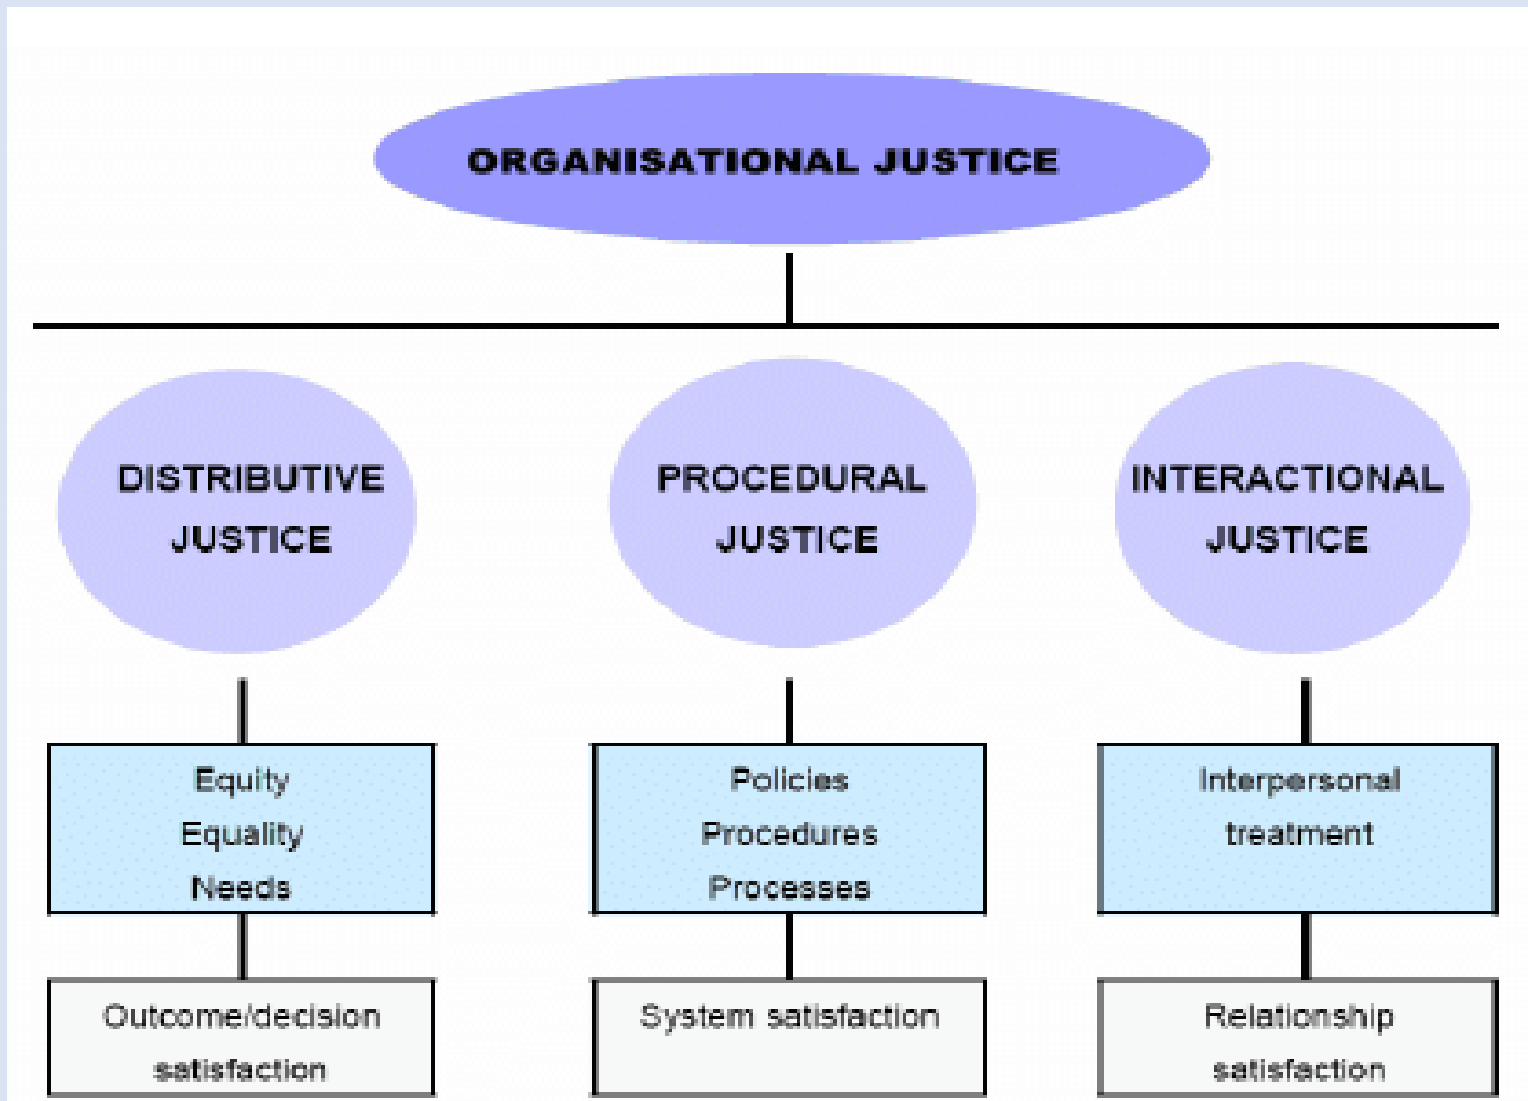 ORGANISATIONAL JUSTICE
DISTRIBUTIVE
JUSTICE
PROCEDURAL
JUSTICE
INTERACTIONAL
JUSTICE
Equity
Equality
Needs
Policies
Procedures
Processes
Interpersonal
treatment
Outcome/decision
satisfaction
System satisfaction
Relationship
satisfaction